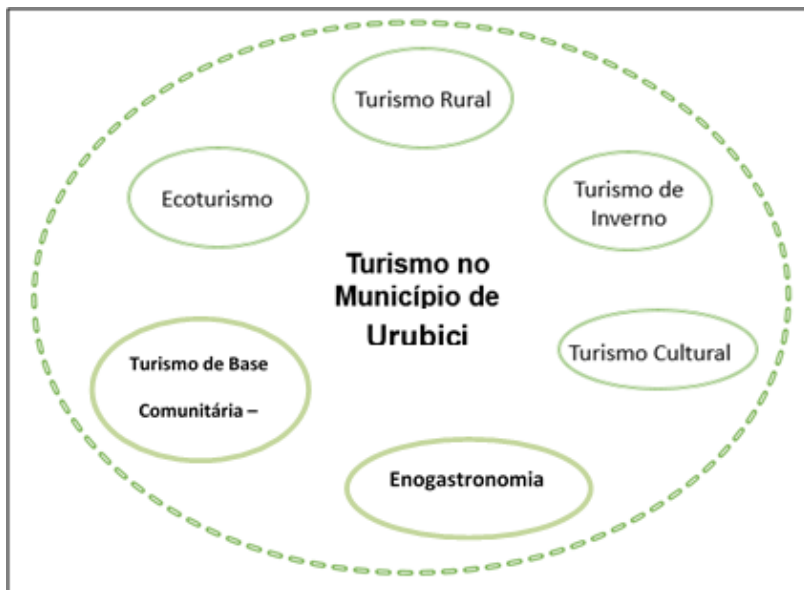 Turismo Rural
Ecoturismo
Turismo de
Inverno
Turismo no
Município de
Urubici
Turismo Cultural
Turismo de Base
Comunitária –
Enogastronomia